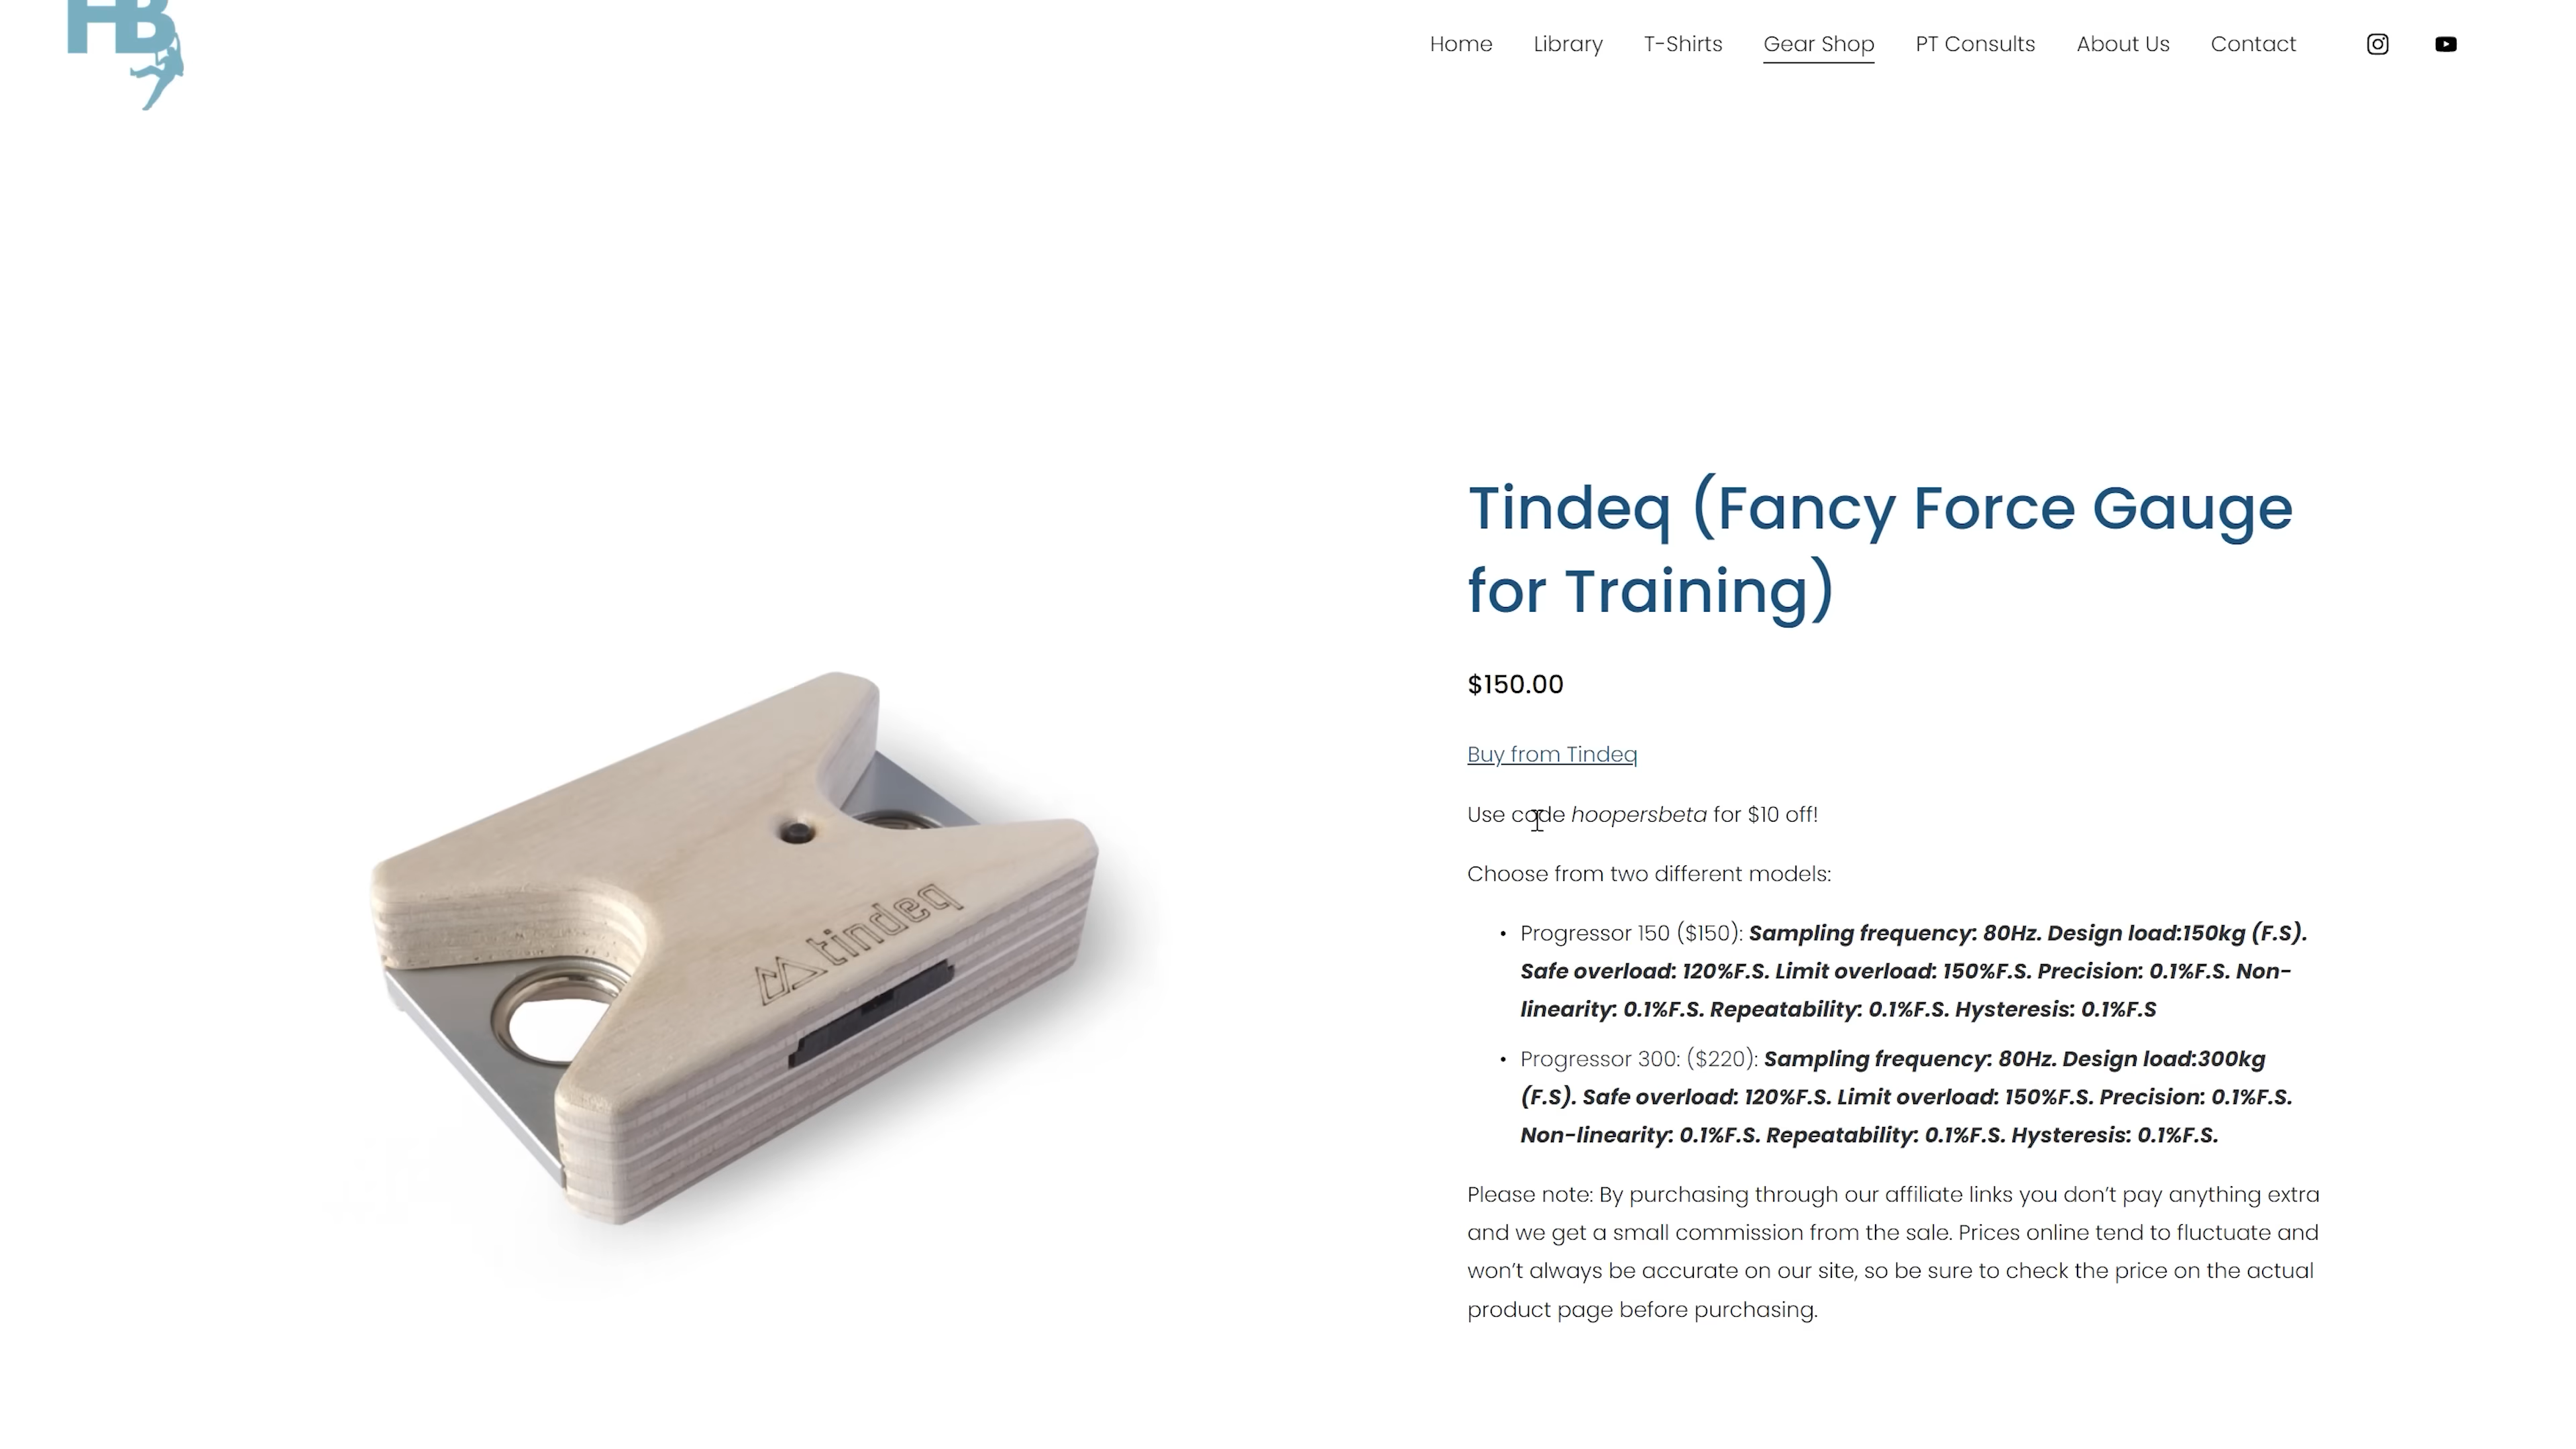 HB
Home Library T-Shirts Gear Shop PT Consults About Us Contact
Tindeq (Fancy Force Gauge
for Training)
$150.00
Buy from Tindeq
Use code hoopersbeta for $10 off!
Choose from two different models:
• Progressor 150 ($150): Sampling frequency: 80Hz. Design load:150kg (F.S).
Safe overload: 120%F.S. Limit overload: 150%F.S. Precision: 0.1%F.S. Non-
linearity: 0.1%F.S. Repeatability: 0.1%F.S. Hysteresis: 0.1%F.S
• Progressor 300: ($220): Sampling frequency: 80Hz. Design load:300kg
(F.S). Safe overload: 120%F.S. Limit overload: 150%F.S. Precision: 0.1%F.S.
Non-linearity: 0.1%F.S. Repeatability: 0.1%F.S. Hysteresis: 0.1%F.S.
Please note: By purchasing through our affiliate links you don’t pay anything extra
and we get a small commission from the sale. Prices online tend to fluctuate and
won’t always be accurate on our site, so be sure to check the price on the actual
product page before purchasing.
tindeq